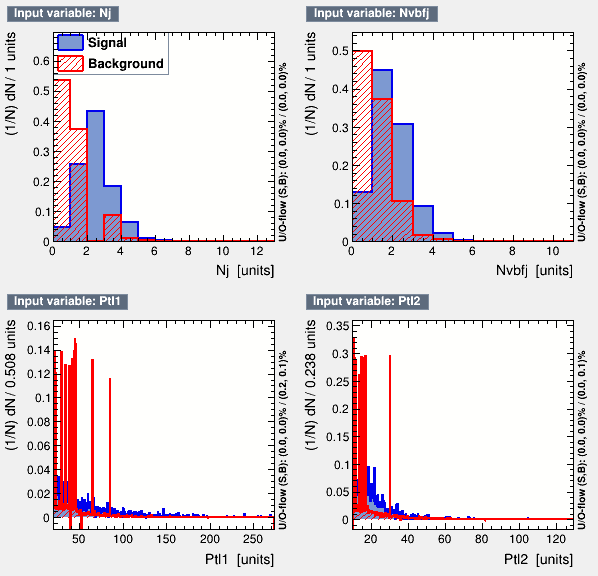 Input variable: Nj
(1/N) dN / 1 units
0.6
0.5
0.4
0.3
0.2
0.1
0
Signal
Background
0 2 4 6 8 10 12
Nj [units]
U/O-flow (S,B): (0.0, 0.0)% / (0.0, 0.0)%
Input variable: Nvbfj
(1/N) dN / 1 units
0.5
0.4
0.3
0.2
0.1
0
0 2 4 6 8 10
Nvbfj [units]
U/O-flow (S,B): (0.0, 0.0)% / (0.0, 0.0)%
Input variable: Ptl1
(1/N) dN / 0.508 units
0.16
0.14
0.12
0.1
0.08
0.06
0.04
0.02
0
50 100 150 200 250
Ptl1 [units]
U/O-flow (S,B): (0.0, 0.0)% / (0.2, 0.1)%
Input variable: Ptl2
(1/N) dN / 0.238 units
0.35
0.3
0.25
0.2
0.15
0.1
0.05
0
20 40 60 80 100 120
Ptl2 [units]
U/O-flow (S,B): (0.0, 0.0)% / (0.0, 0.1)%